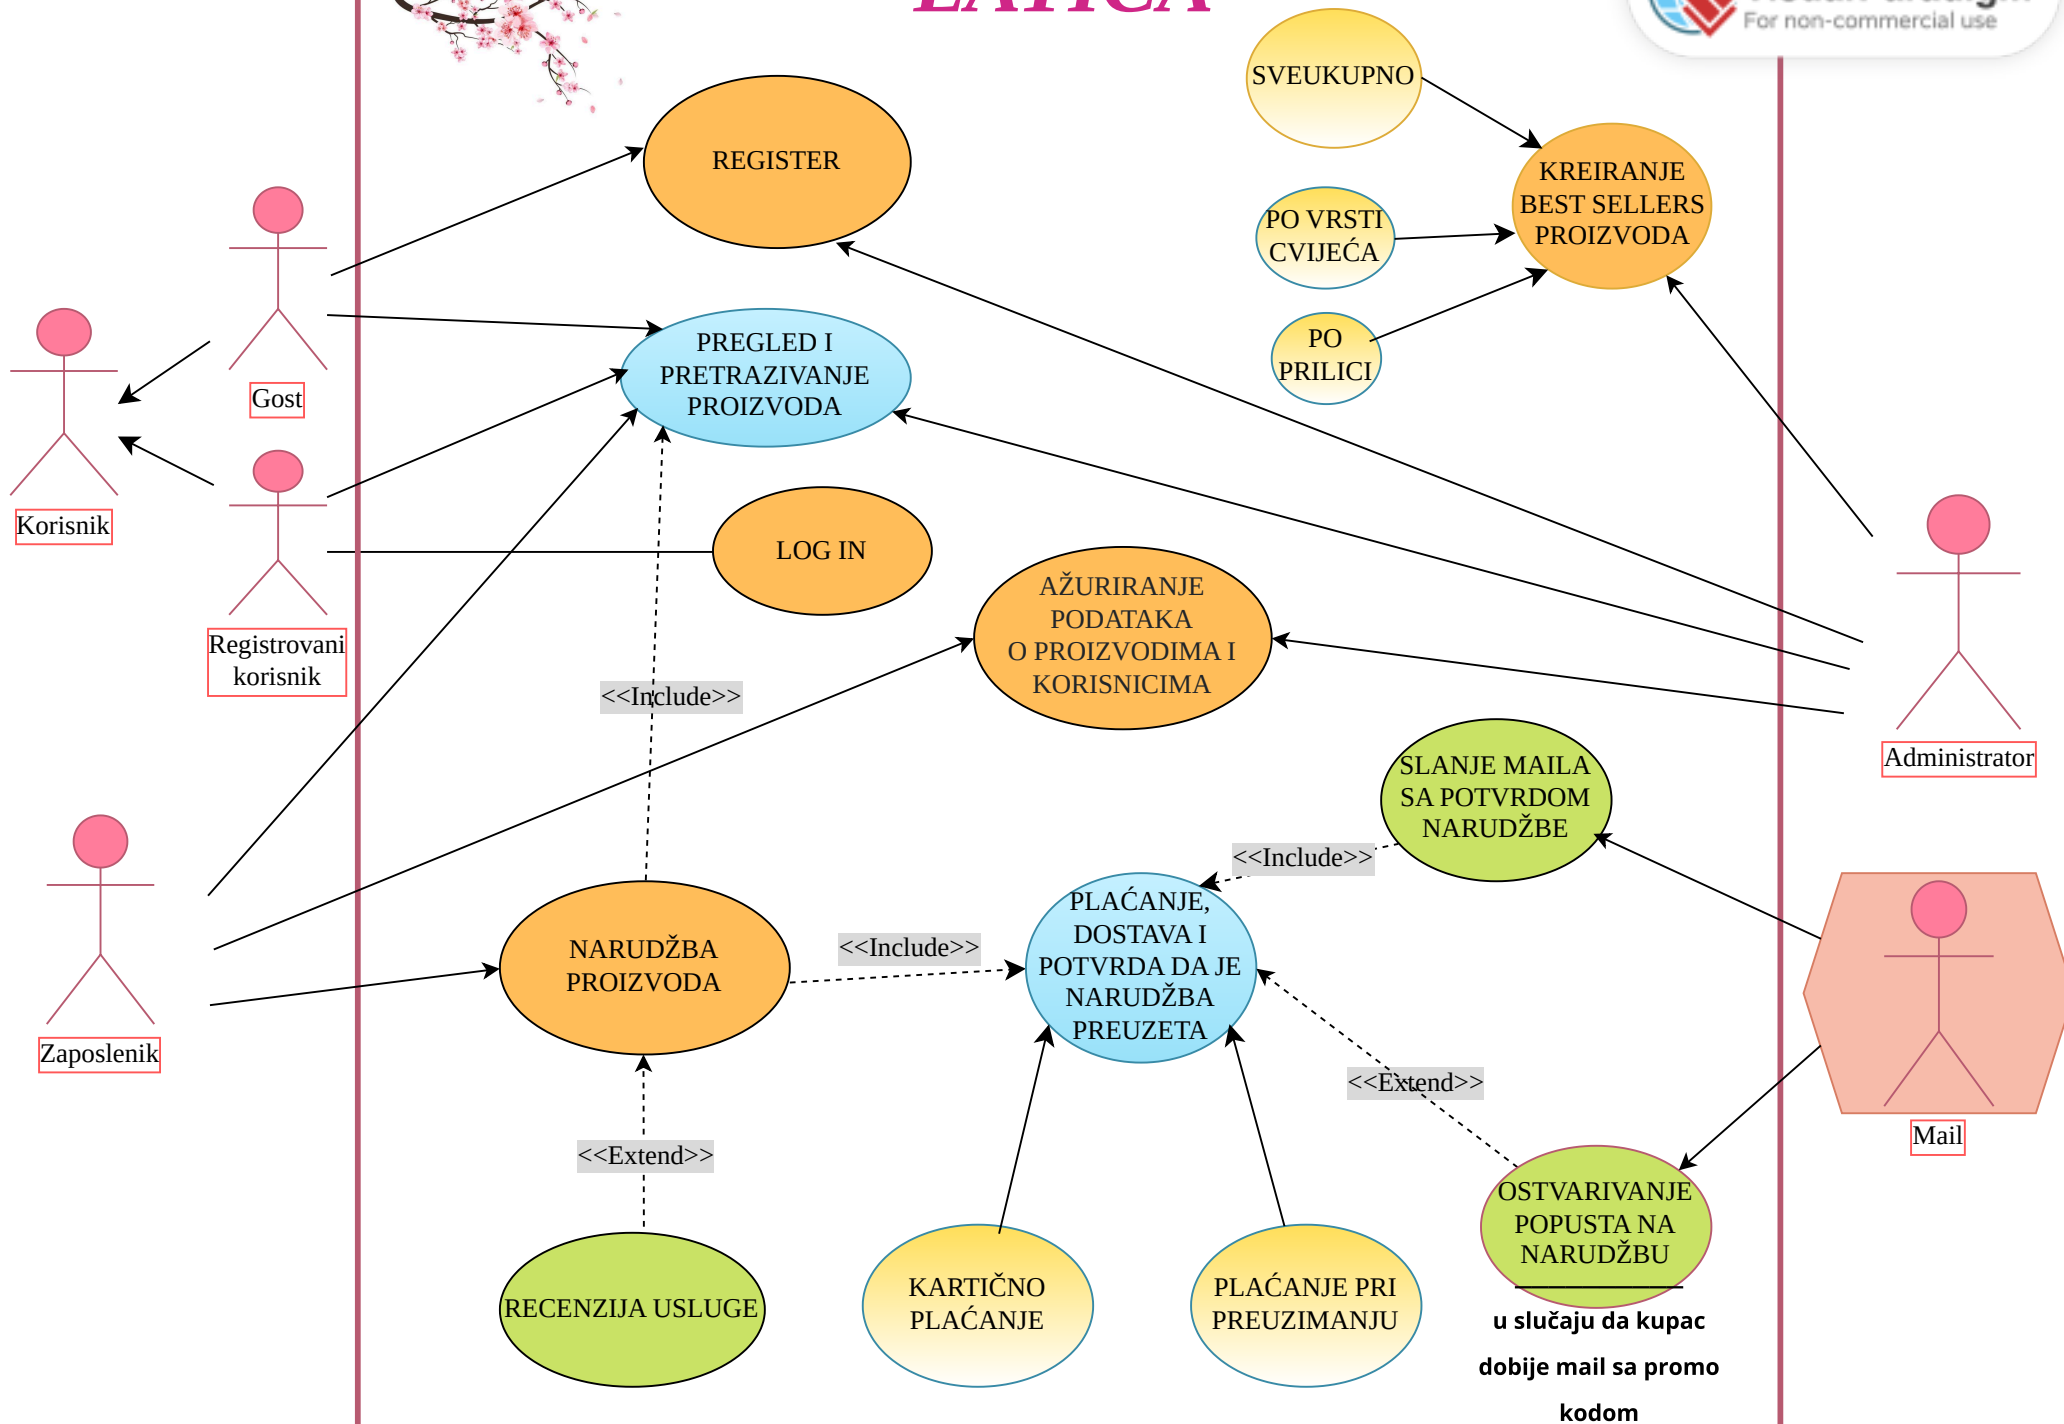 LATICA
For non-commercial use
SVEUKUPNO
REGISTER
KREIRANJE
BEST SELLERS
PROIZVODA
PO VRSTI
CVIJEĆA
PO
PRILICI
PREGLED I
PRETRAZIVANJE
PROIZVODA
Gost
Korisnik
LOG IN
Registrovani
korisnik
AŽURIRANJE
PODATAKA
O PROIZVODIMA I
KORISNICIMA
<<Include>>
Administrator
SLANJE MAILA
SA POTVRDOM
NARUDŽBE
<<Include>>
PLAĆANJE,
DOSTAVA I
POTVRDA DA JE
NARUDŽBA
PREUZETA
<<Include>>
NARUDŽBA
PROIZVODA
Zaposlenik
<<Extend>>
Mail
<<Extend>>
OSTVARIVANJE
POPUSTA NA
NARUDŽBU
RECENZIJA USLUGE
KARTIČNO
PLAĆANJE
PLAĆANJE PRI
PREUZIMANJU
u slučaju da kupac
dobije mail sa promo
kodom